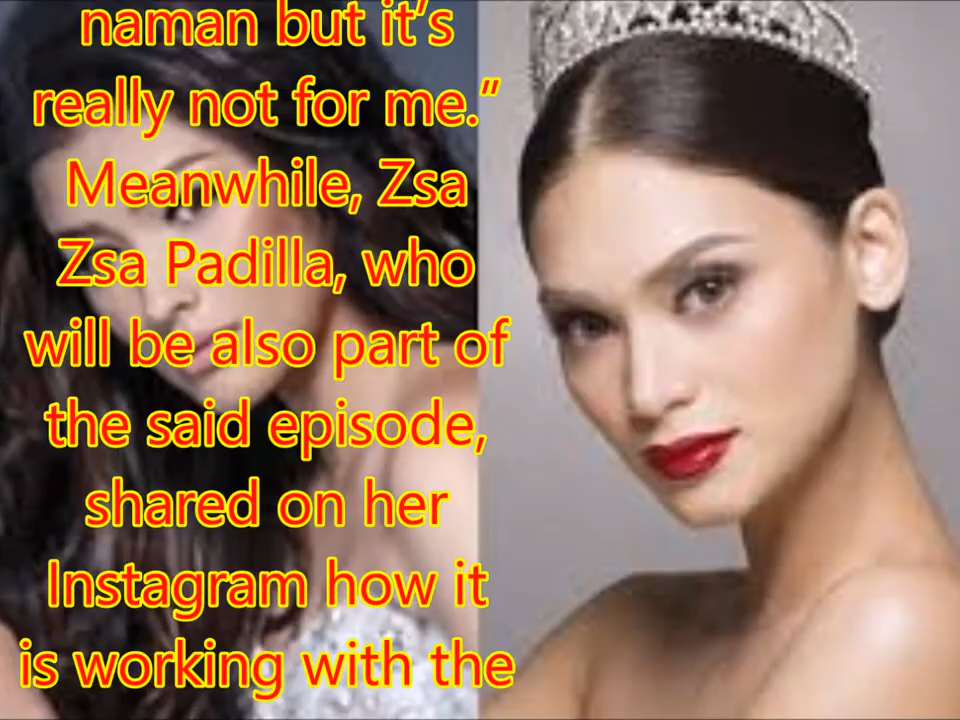 naman but it's
really not for me.”
Meanwhile, Zsa
Zsa Padilla, who
will be also part of
the said episode,
shared on her
Instagram how it
is working with the